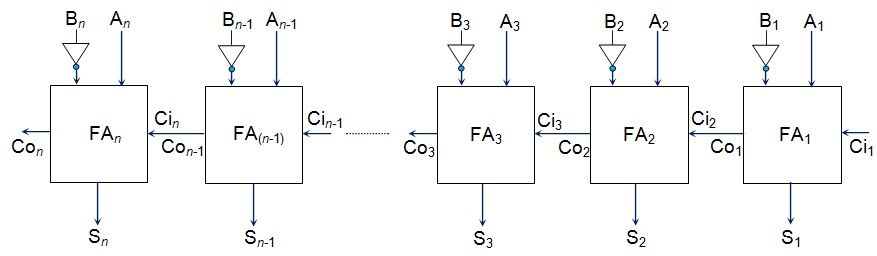 Bn An Bn-1 An-1 B3 A3 B2 A2 B1 A1
FAn Cin FA(n-1) Cin-1 FA3 Ci3 FA2 Ci2 FA1
Con Con-1 Co3 Co2 Co1 Ci1
Sn Sn-1 S3 S2 S1